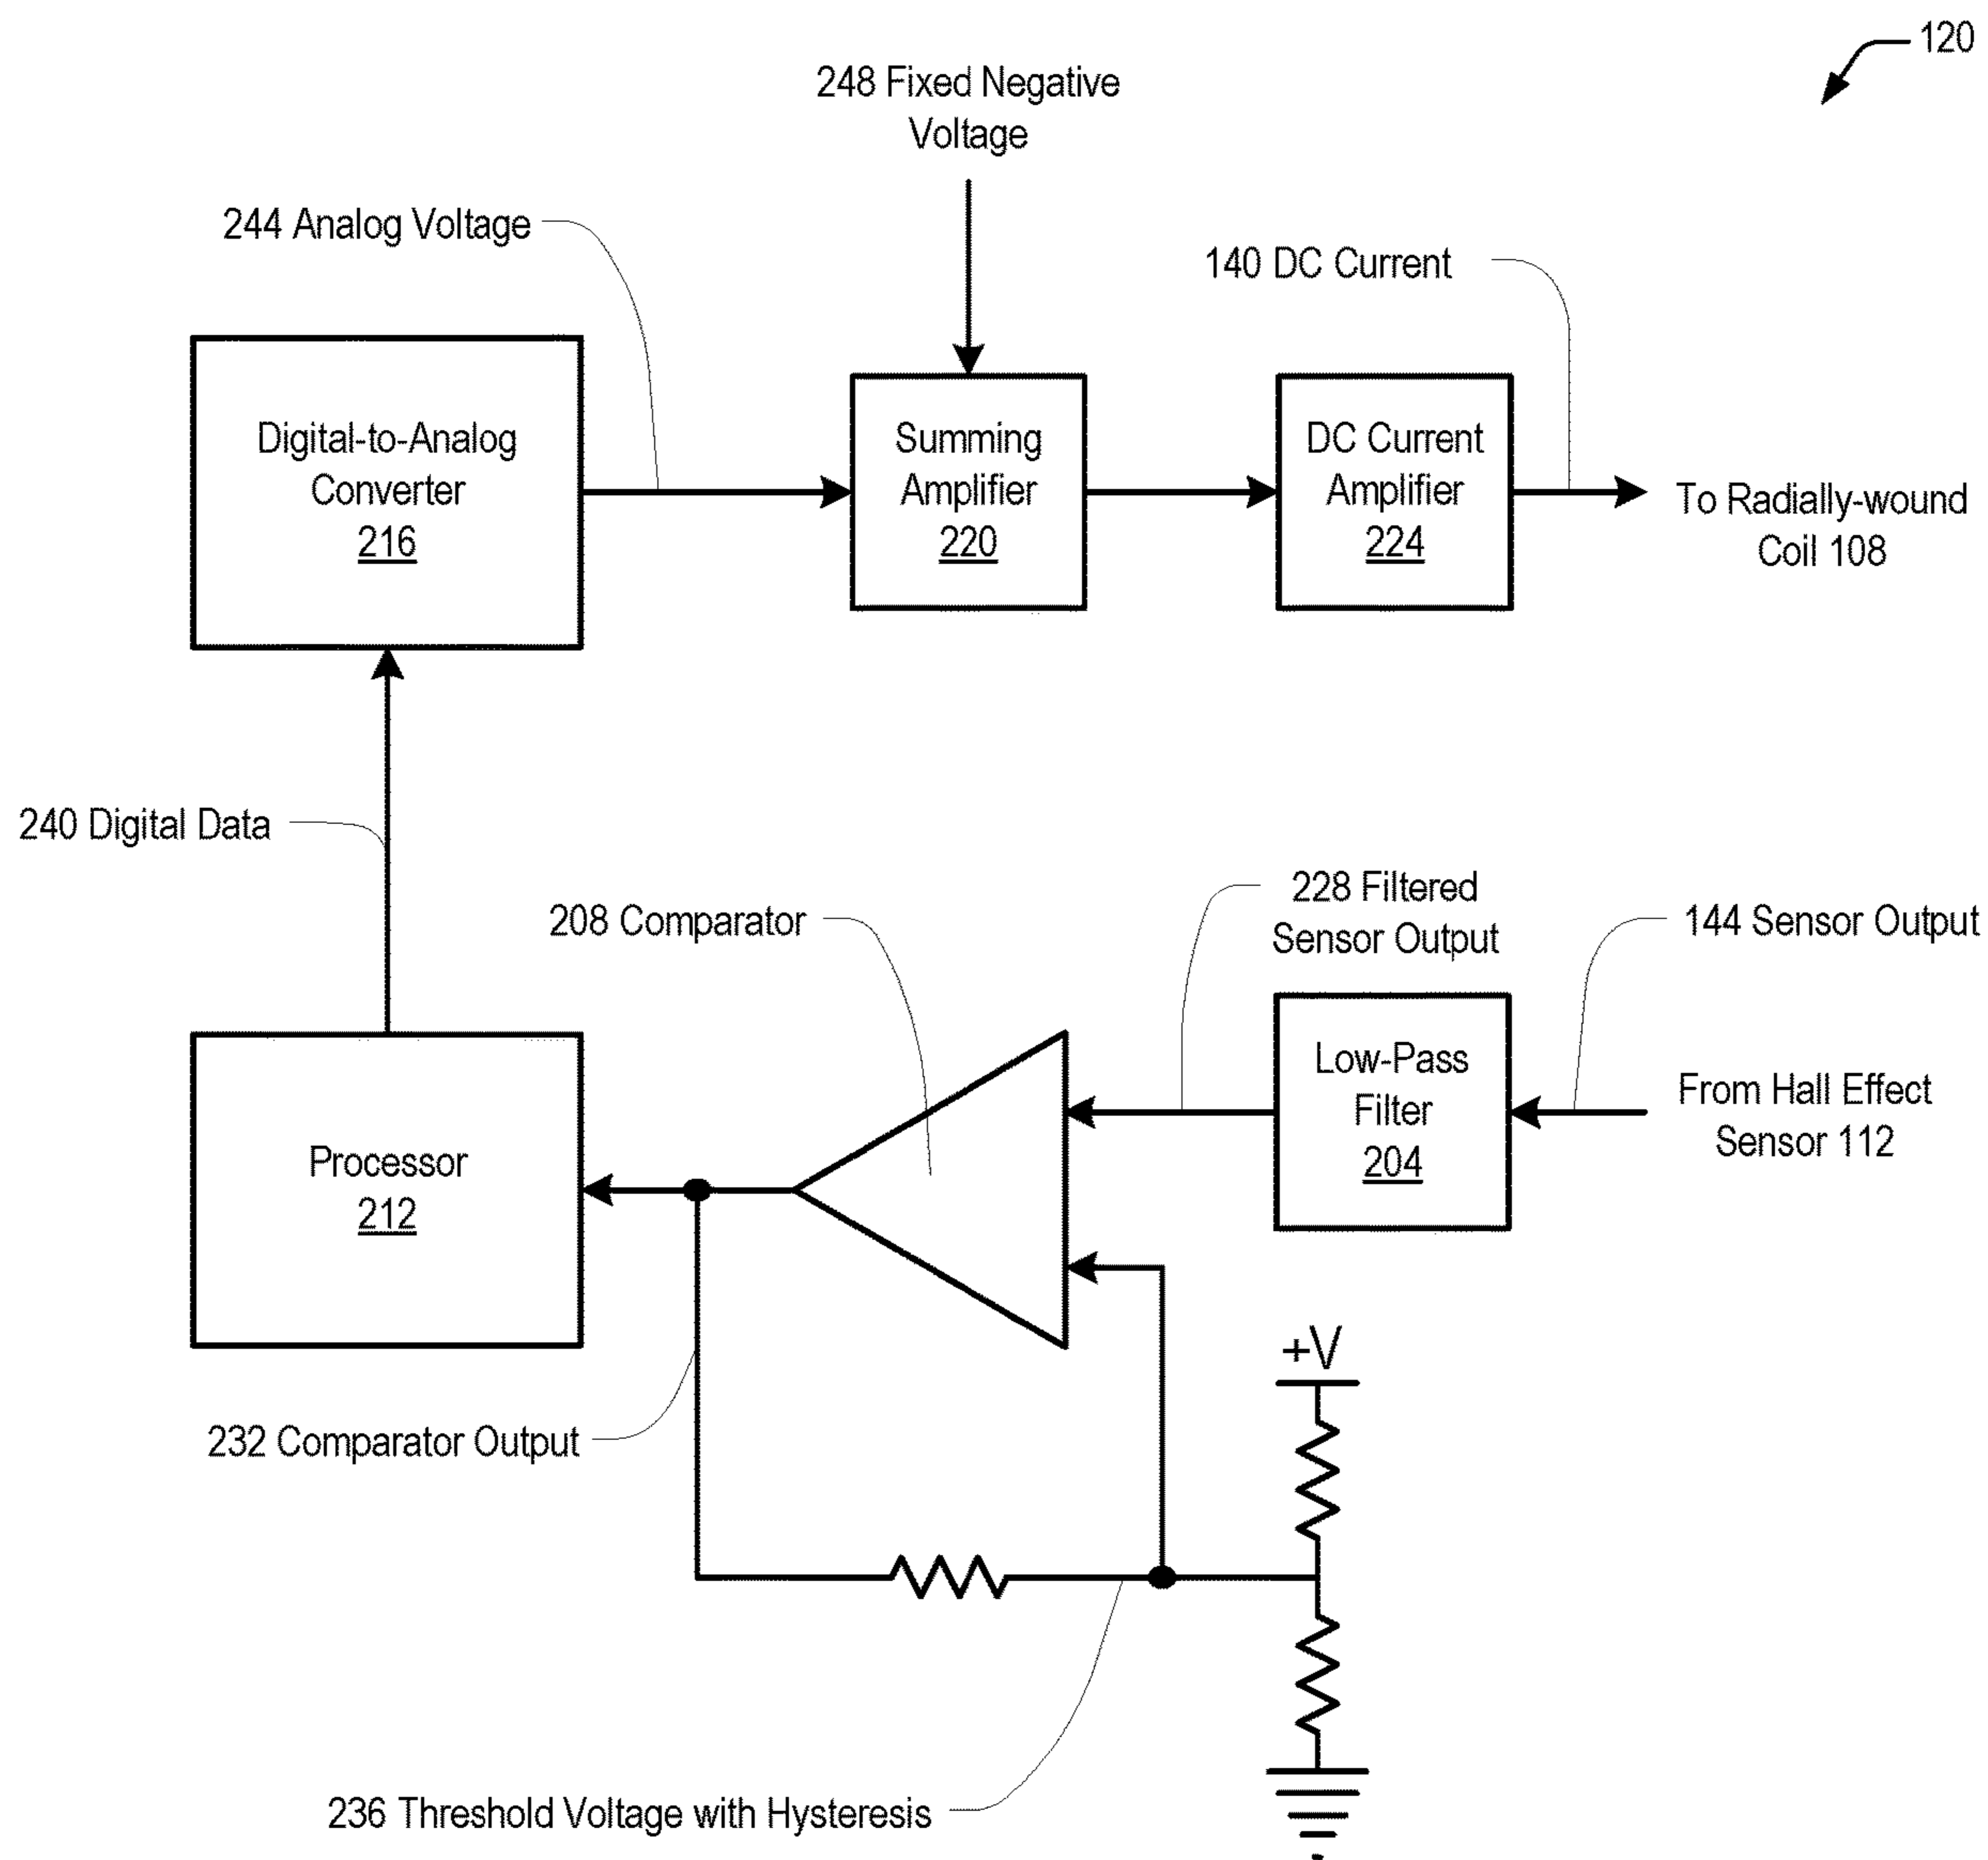 120
248 Fixed Negative
Voltage
244 Analog Voltage
140 DC Current
Digital-to-Analog
Converter
216
Summing
Amplifier
220
DC Current
Amplifier
224
To Radially-wound
Coil 108
240 Digital Data
208 Comparator
228 Filtered
Sensor Output
144 Sensor Output
Processor
212
Low-Pass
Filter
204
From Hall Effect
Sensor 112
+V
232 Comparator Output
236 Threshold Voltage with Hysteresis